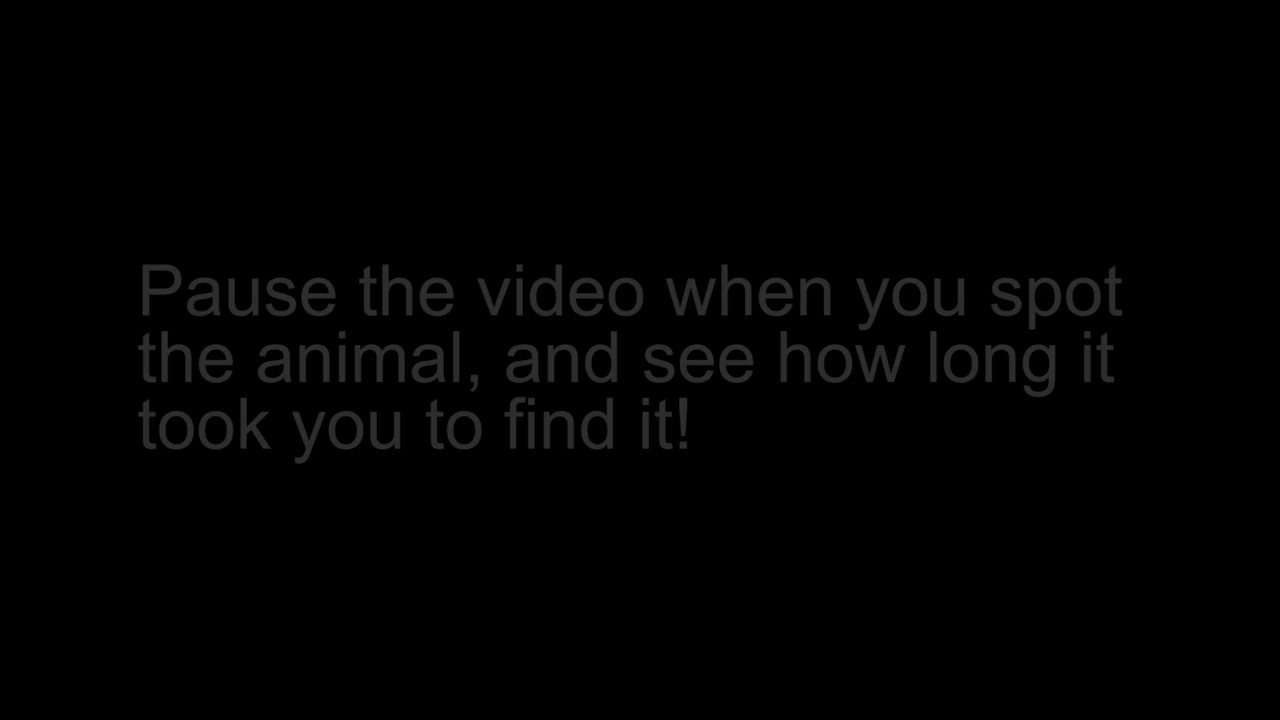 Pause the video when you spot
the animal, and see how long it
took you to find it!